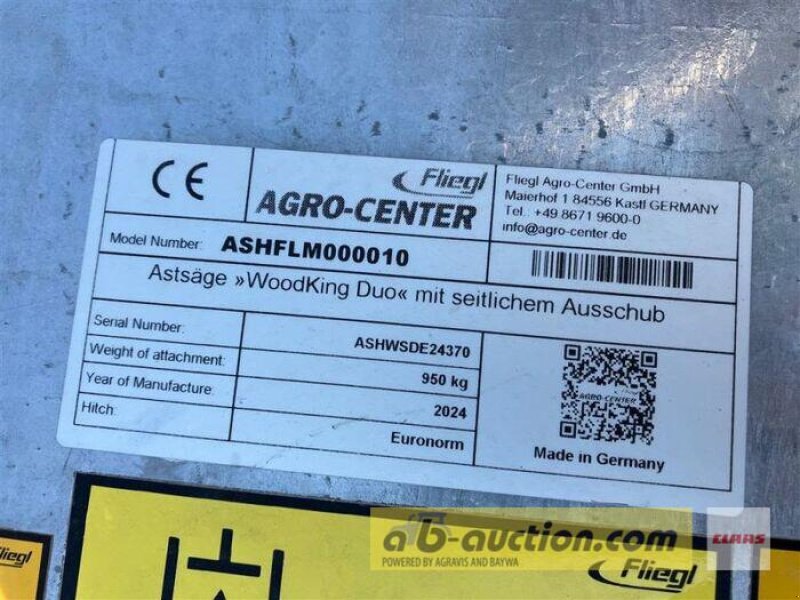 CE
Fliegl
AGRO-CENTER
Fliegl Agro-Center GmbH
Maierhof 1 84556 Kastl GERMANY
Tel.: +49 8671 9600-0
info@agro-center.de
Model Number: ASHFLM000010
Astsäge »WoodKing Duo« mit seitlichem Ausschub
Serial Number: ASHWSDE24370
Weight of attachment: 950 kg
Year of Manufacture: 2024
Hitch: Euronorm
AGRO-CENTER
Made in Germany
Fliegl
ab-auction.com
POWERED BY AGRAVIS AND BAYWA
CLAAS
Fliegl